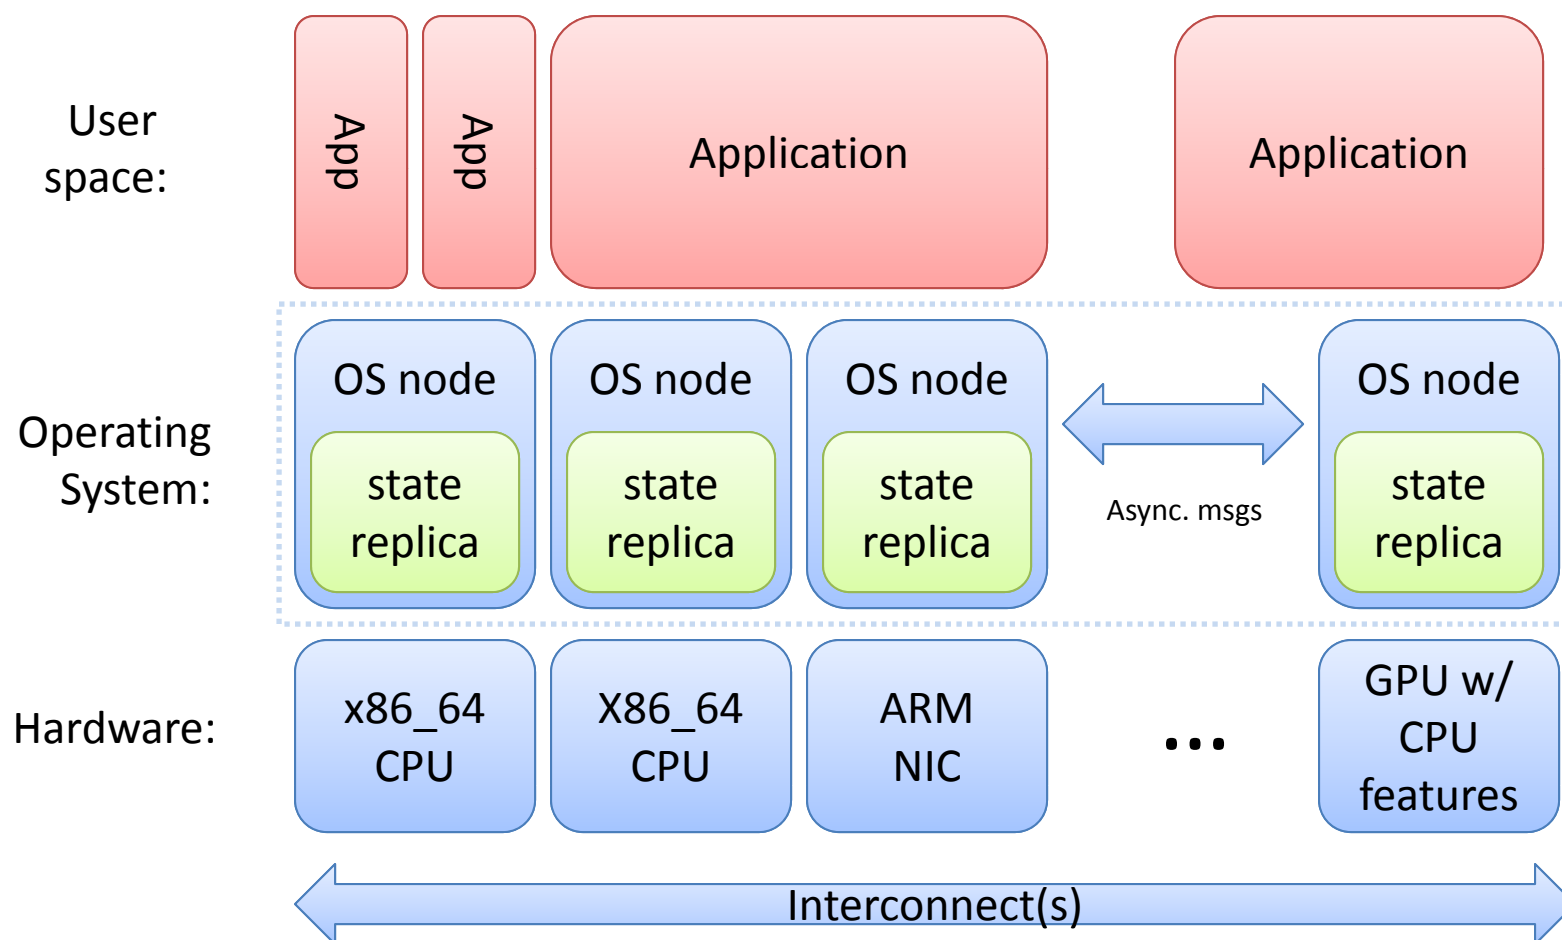 User
space:
App
App
Application
Application
Operating
System:
OS node
state
replica
OS node
state
replica
OS node
state
replica
Async. msgs
OS node
state
replica
Hardware:
x86_64
CPU
X86_64
CPU
ARM
NIC
...
GPU w/
CPU
features
Interconnect(s)